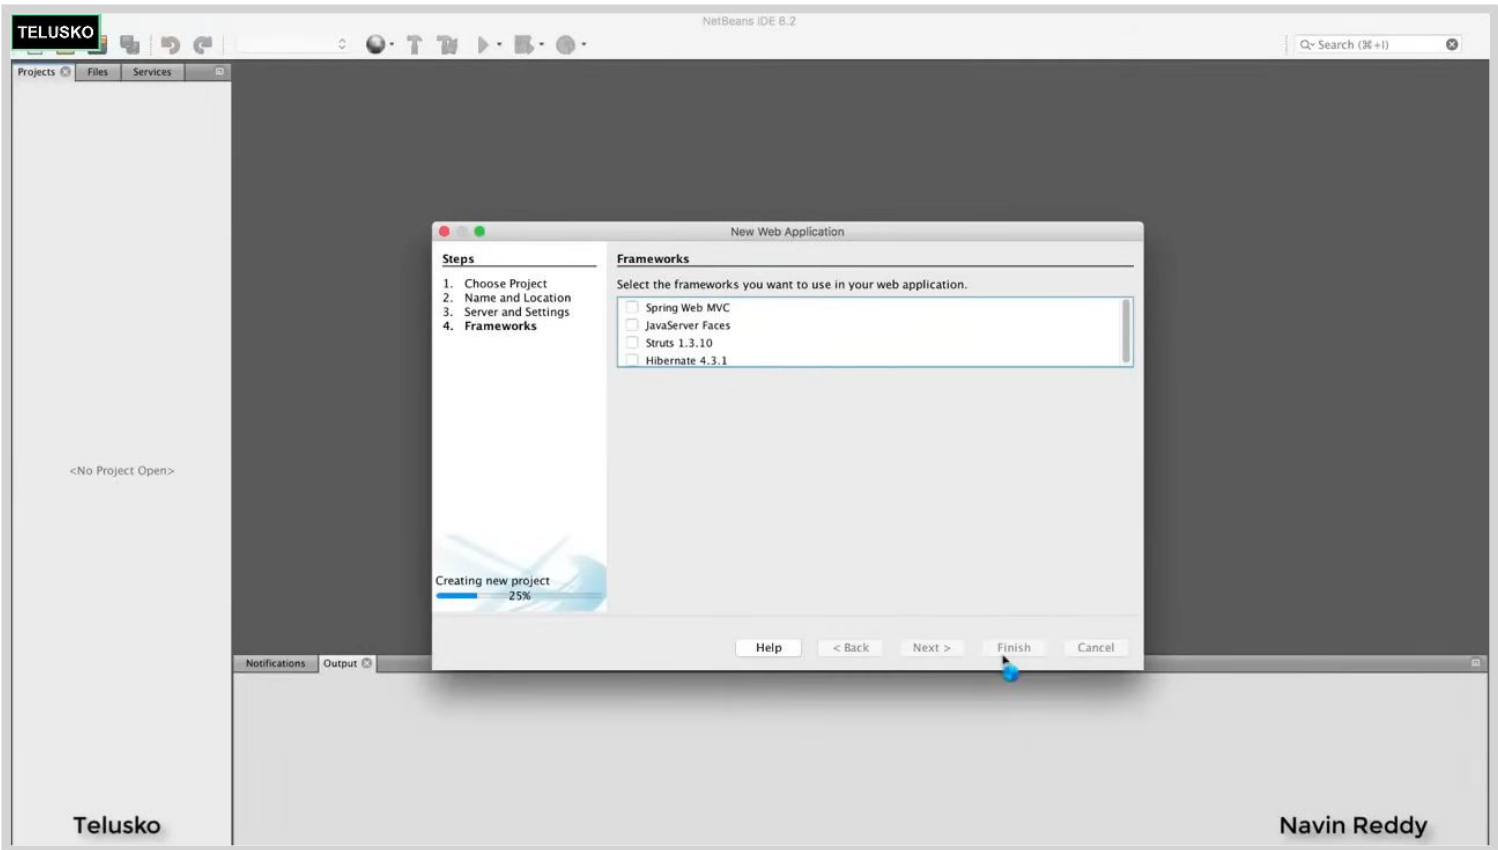 NetBeans IDE 8.2
TELUSKO
Search (⌘+I)
Projects Files Services
New Web Application
Steps
1. Choose Project
2. Name and Location
3. Server and Settings
4. Frameworks
Frameworks
Select the frameworks you want to use in your web application.
Spring Web MVC
JavaServer Faces
Struts 1.3.10
Hibernate 4.3.1
<No Project Open>
Creating new project
25%
Help < Back Next > Finish Cancel
Notifications Output
Telusko
Navin Reddy